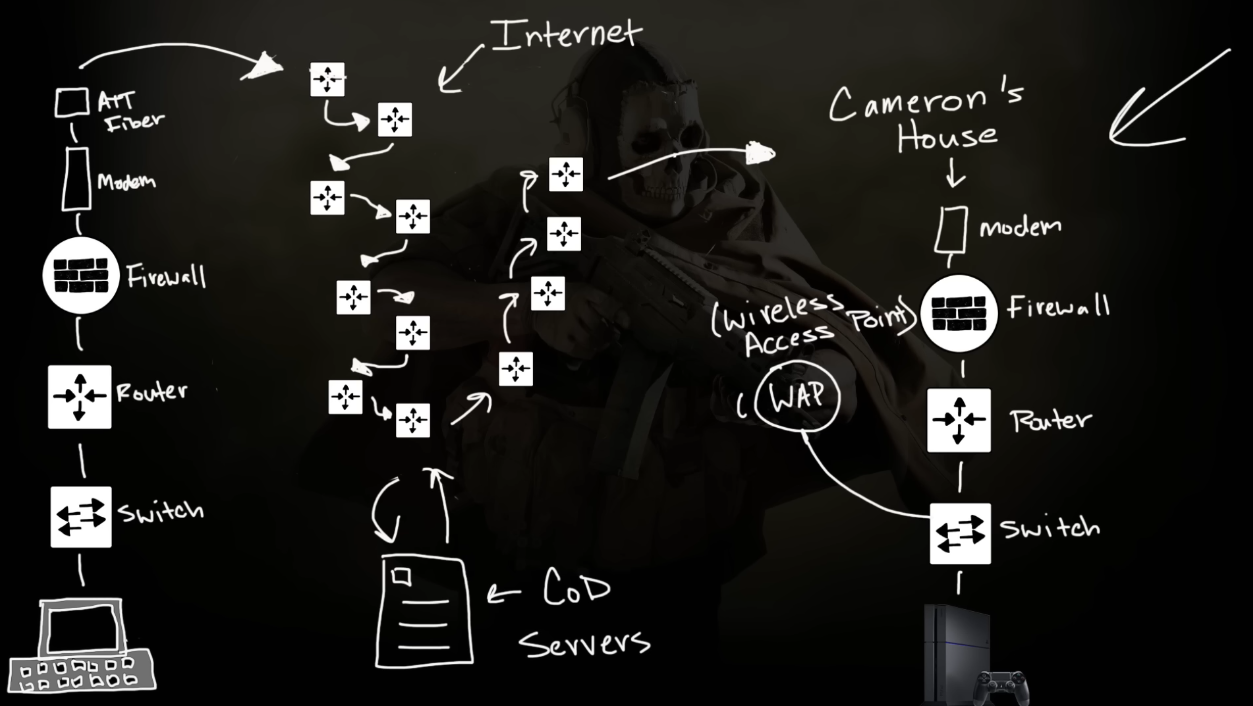 Internet
ATT
Fiber
Modem
Firewall
Router
Switch
CoD
Servers
Cameron's
House
modem
Firewall
(Wireless
Access Point)
WAP
Router
Switch